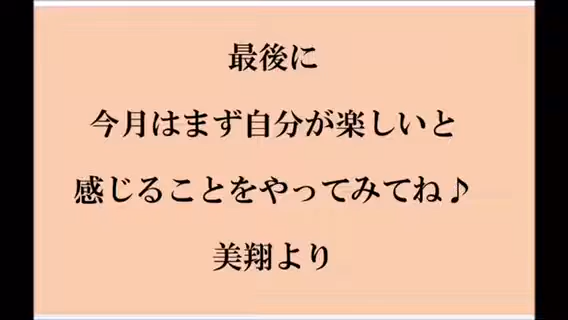 最後に
今月はまず自分が楽しいと
感じることをやってみてね♪
美翔より